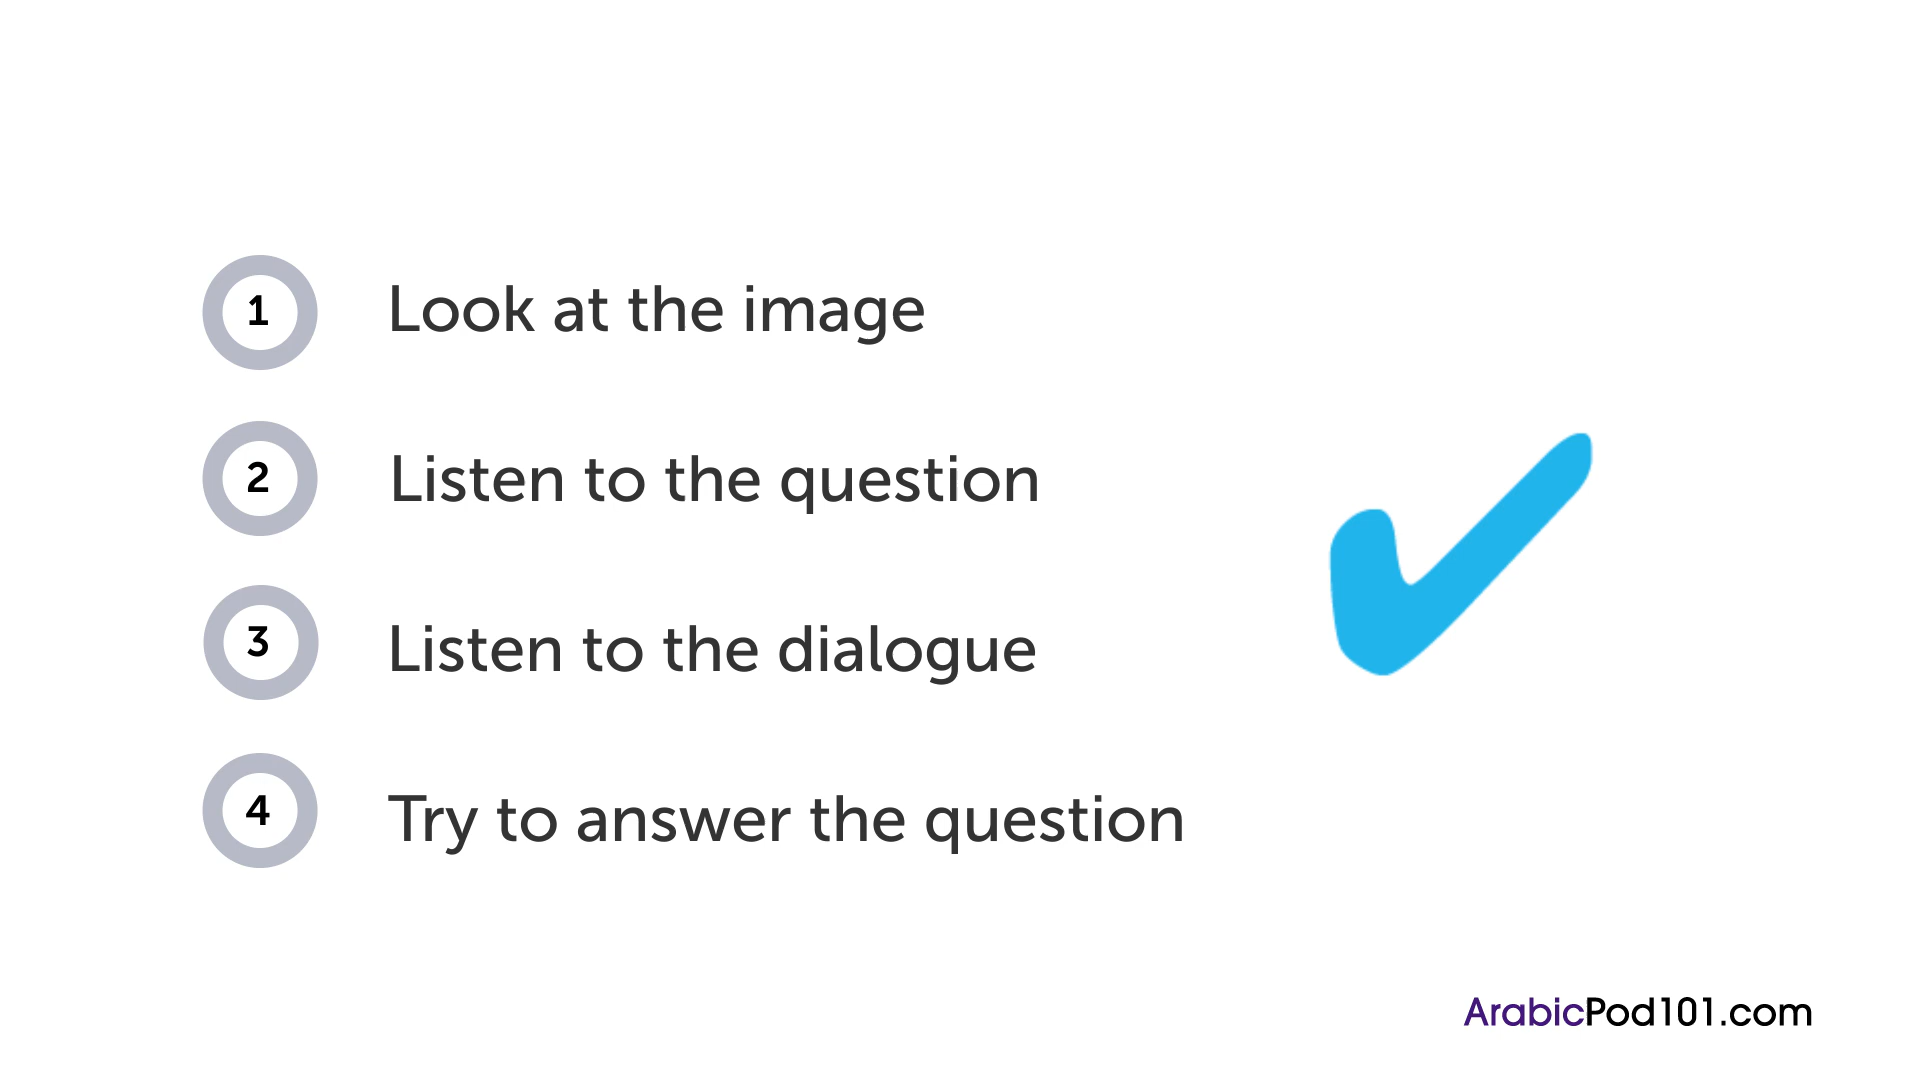 1 Look at the image
2 Listen to the question
3 Listen to the dialogue
4 Try to answer the question
ArabicPod101.com